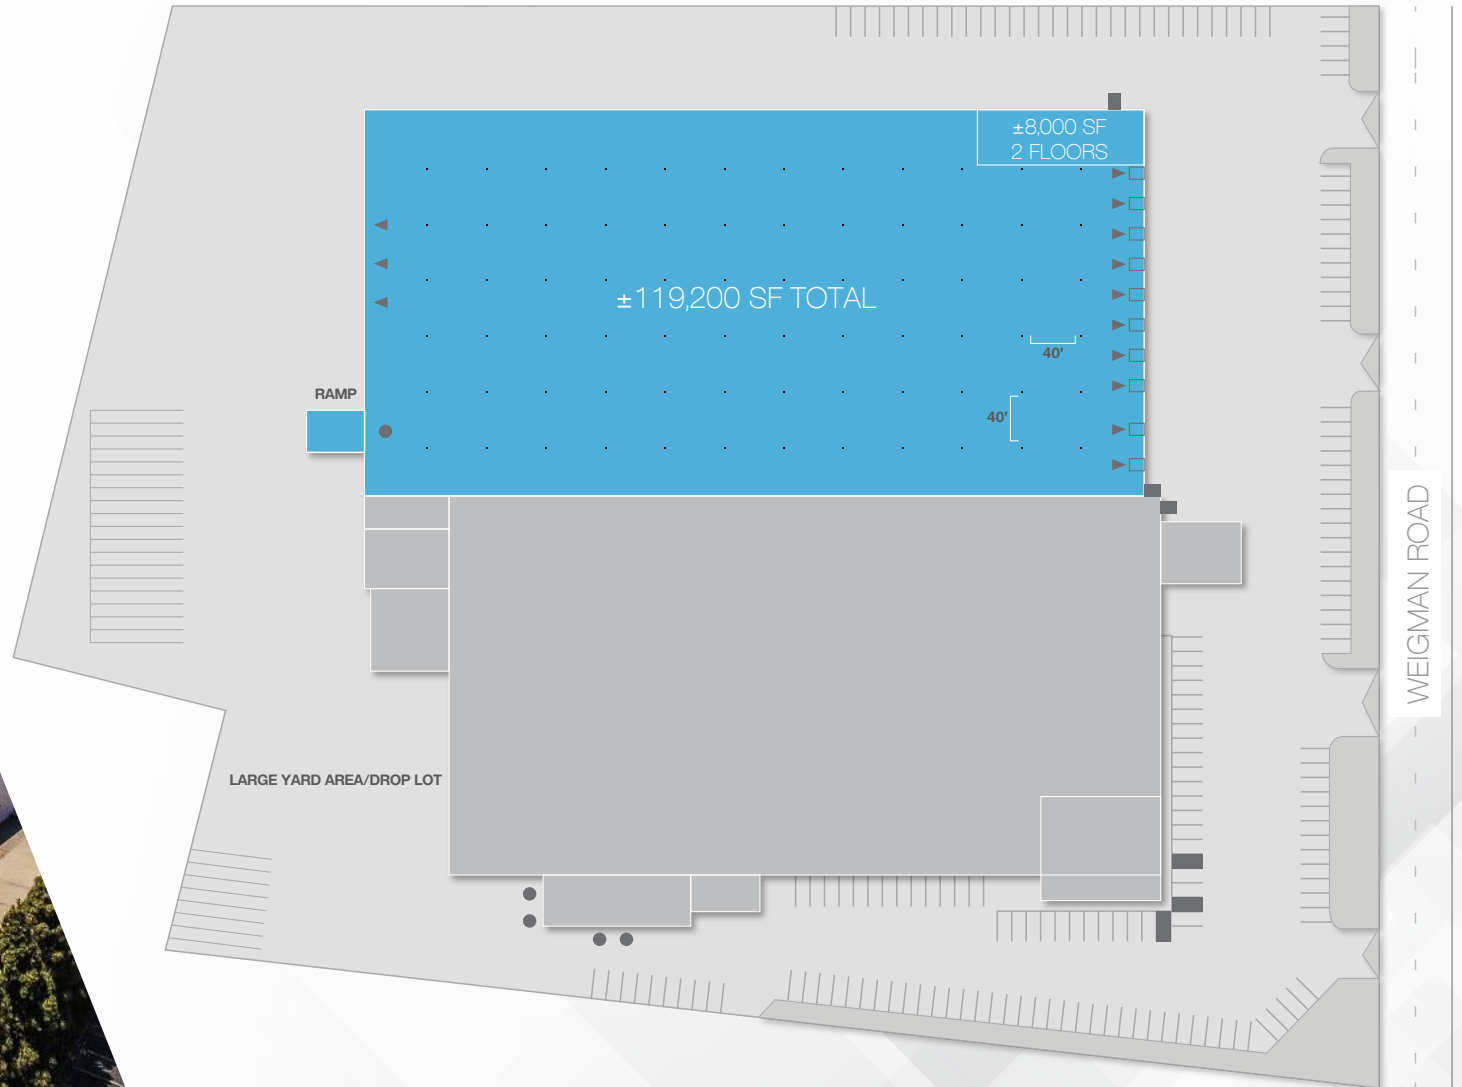 ±8,000 SF
2 FLOORS
±119,200 SF TOTAL
40'
RAMP
40'
WEIGMAN ROAD
LARGE YARD AREA/DROP LOT